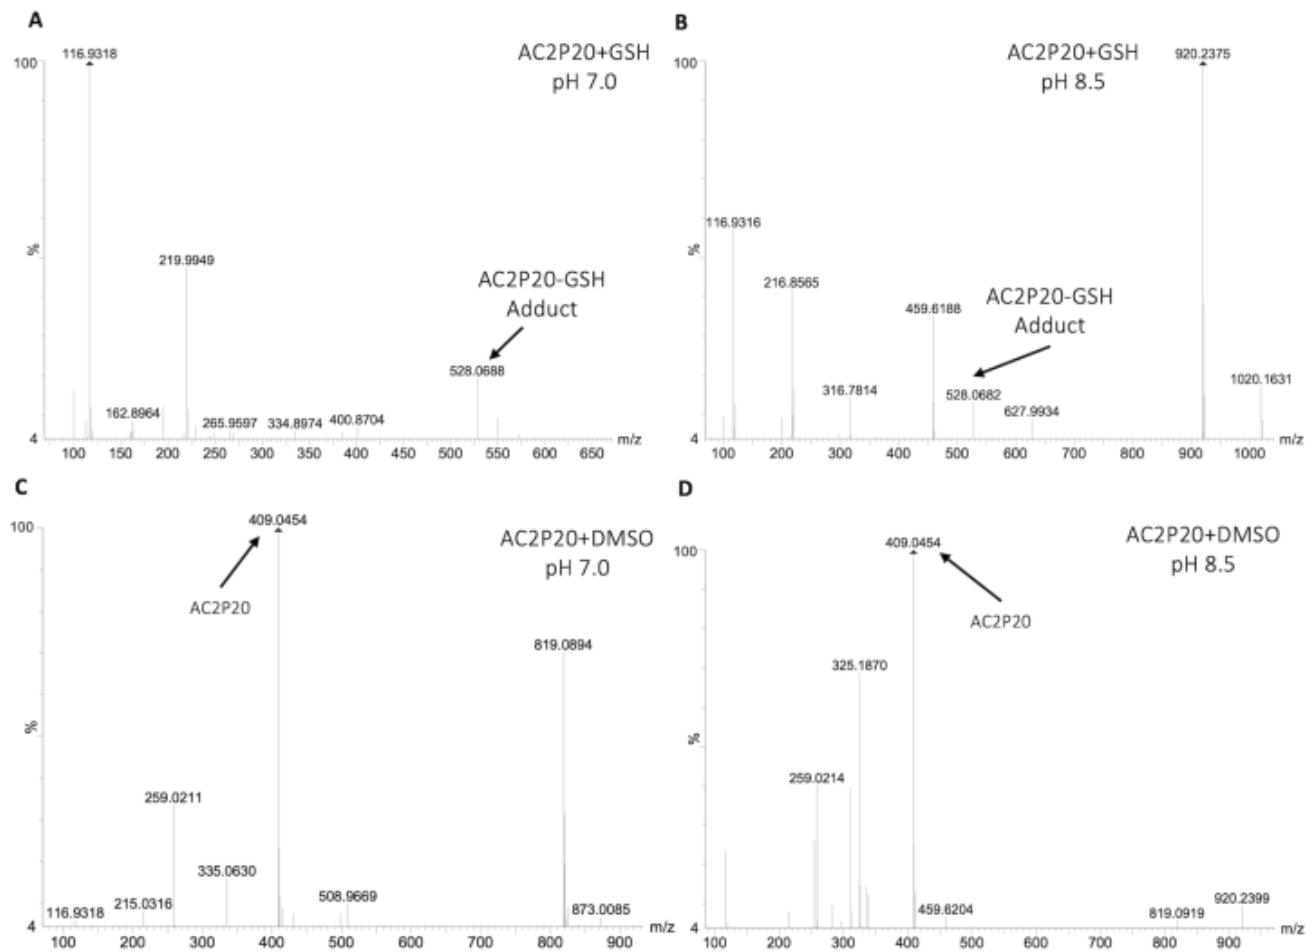 A
AC2P20+GSH
pH 7.0
100
116.9318
%
219.9949
AC2P20-GSH
Adduct
528.0688
162.8964
265.9597
334.8974
400.8704
4
100 150 200 250 300 350 400 450 500 550 600 650 m/z
B
AC2P20+GSH
pH 8.5
920.2375
100
116.9316
%
216.8565
459.6188
AC2P20-GSH
Adduct
316.7814
528.0682
627.9934
1020.1631
4
100 200 300 400 500 600 700 800 900 1000 m/z
C
409.0454
100
AC2P20+DMSO
pH 7.0
AC2P20
819.0894
%
259.0211
335.0630
215.0316
116.9318
508.9669
873.0085
4
100 200 300 400 500 600 700 800 900 m/z
D
AC2P20+DMSO
pH 8.5
409.0454
100
AC2P20
325.1870
%
259.0214
459.6204
819.0919
920.2399
4
100 200 300 400 500 600 700 800 900 m/z